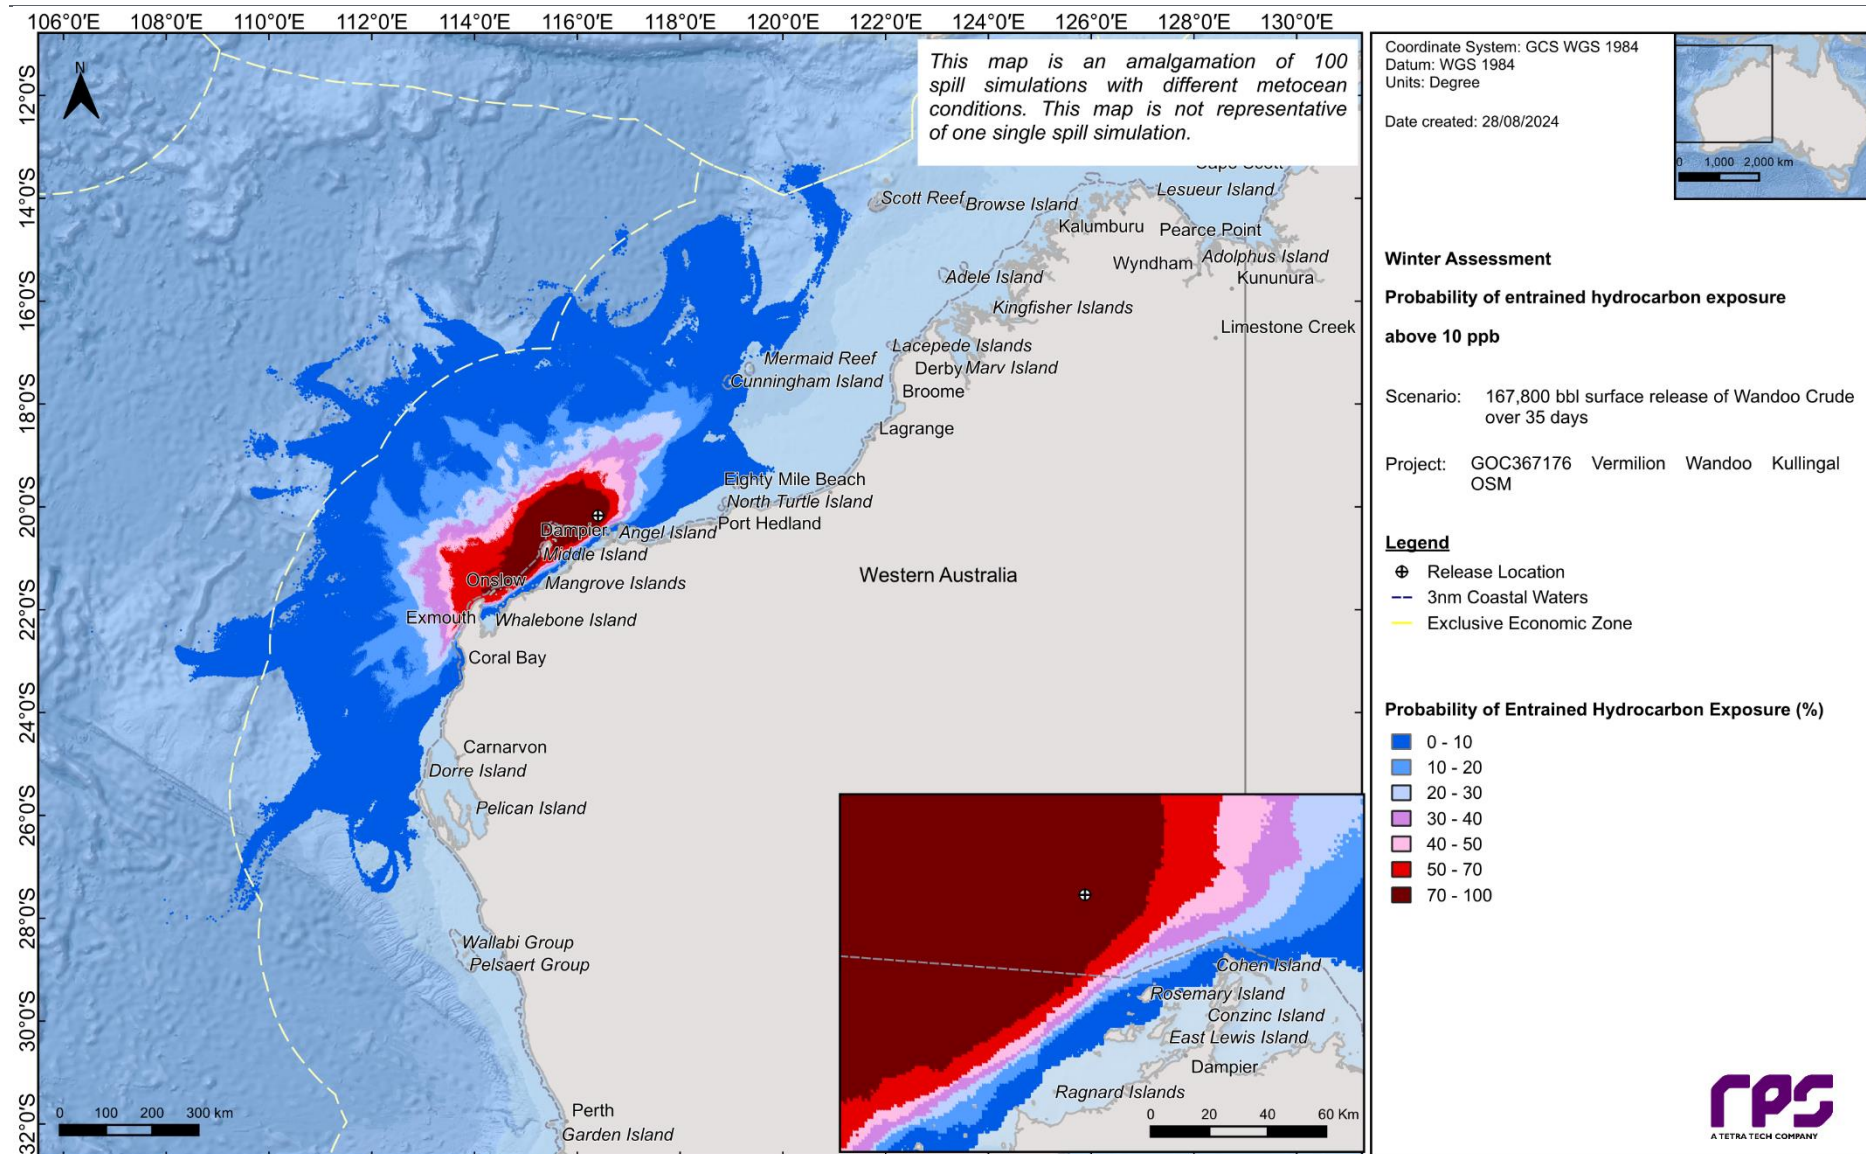 106°0'E 108°0'E 110°0'E 112°0'E 114°0'E 116°0'E 118°0'E 120°0'E 122°0'E 124°0'E 126°0'E 128°0'E 130°0'E
12°0'S
14°0'S
16°0'S
18°0'S
20°0'S
22°0'S
24°0'S
26°0'S
28°0'S
30°0'S
32°0'S
N
This map is an amalgamation of 100
spill simulations with different metocean
conditions. This map is not representative
of one single spill simulation.
Scott Reef
Browse Island
Lesueur Island
Kalumburu
Pearce Point
Wyndham
Adolphus Island
Kununura
Adele Island
Kingfisher Islands
Limestone Creek
Lacepede Islands
Mermaid Reef
Derby
Marv Island
Cunningham Island
Broome
Lagrange
Eighty Mile Beach
North Turtle Island
Port Hedland
Dampier
Angel Island
Middle Island
Onslow
Mangrove Islands
Western Australia
Exmouth
Whalebone Island
Coral Bay
Carnarvon
Dorre Island
Pelican Island
Wallabi Group
Pelsaert Group
Perth
Garden Island
0 100 200 300 km
Cohen Island
Rosemary Island
Conzinc Island
East Lewis Island
Dampier
Ragnard Islands
0 20 40 60 Km
Coordinate System: GCS WGS 1984
Datum: WGS 1984
Units: Degree
Date created: 28/08/2024
0 1,000 2,000 km
Winter Assessment
Probability of entrained hydrocarbon exposure
above 10 ppb
Scenario: 167,800 bbl surface release of Wandoo Crude
over 35 days
Project: GOC367176 Vermilion Wandoo Kullingal
OSM
Legend
Release Location
3nm Coastal Waters
Exclusive Economic Zone
Probability of Entrained Hydrocarbon Exposure (%)
0 - 10
10 - 20
20 - 30
30 - 40
40 - 50
50 - 70
70 - 100
rps
A TETRA TECH COMPANY